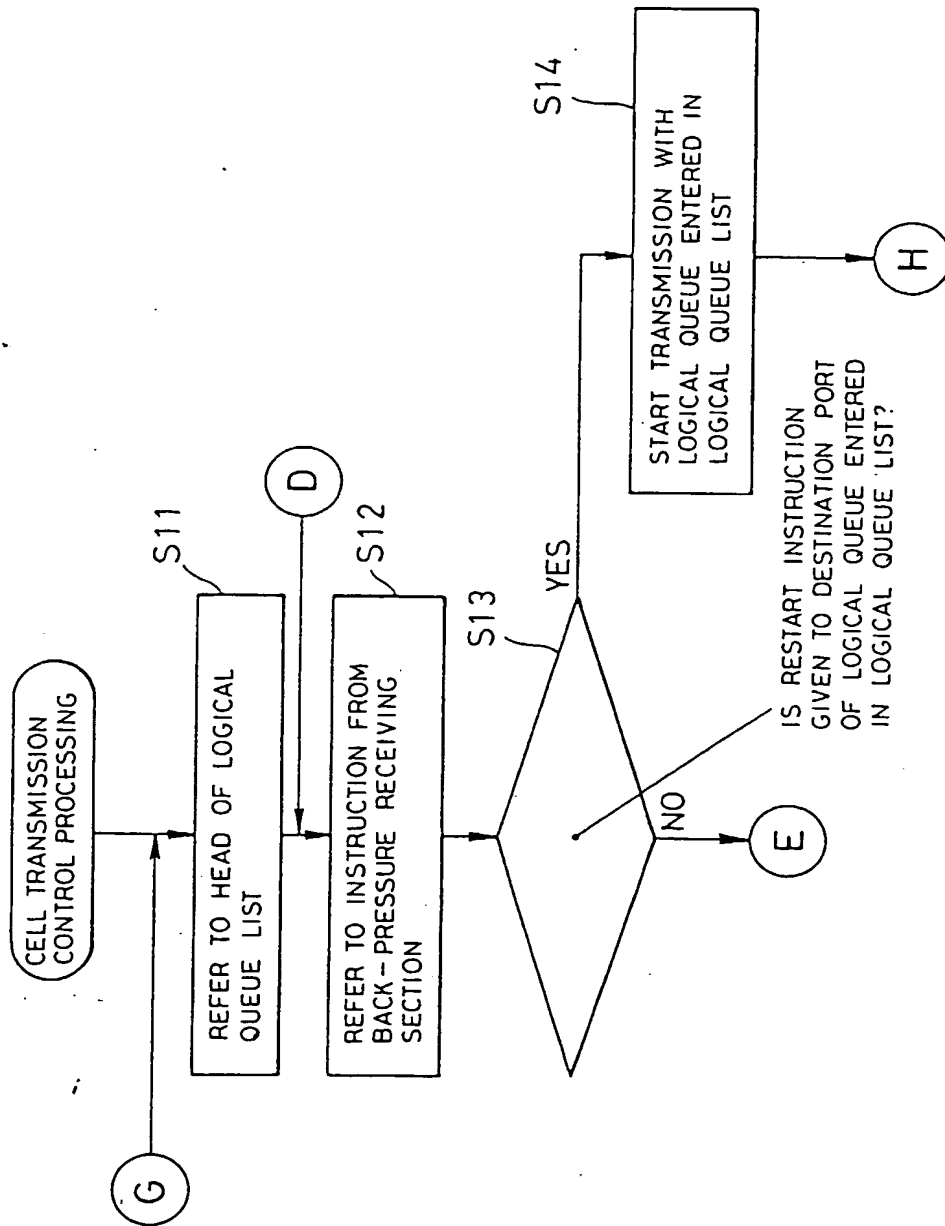 CELL TRANSMISSION
CONTROL PROCESSING
G
S11
REFER TO HEAD OF LOGICAL
QUEUE LIST
D
S12
REFER TO INSTRUCTION FROM
BACK-PRESSURE RECEIVING
SECTION
S13
YES
NO
IS RESTART INSTRUCTION
GIVEN TO DESTINATION PORT
OF LOGICAL QUEUE ENTERED
IN LOGICAL QUEUE LIST?
E
S14
START TRANSMISSION WITH
LOGICAL QUEUE ENTERED IN
LOGICAL QUEUE LIST
H